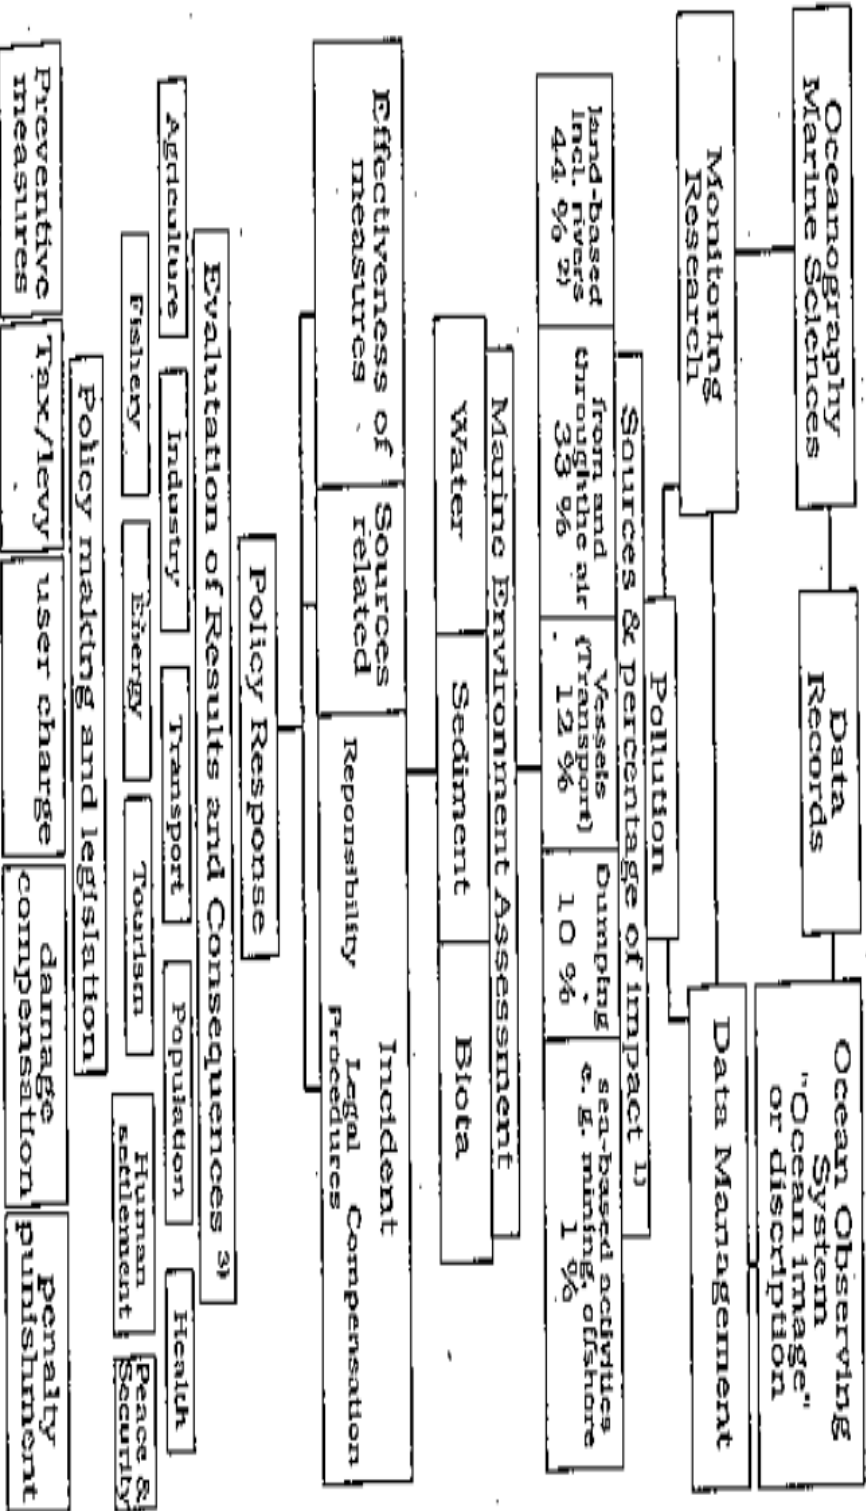 Oceanography
Marine Sciences
Data
Records
Ocean Observing
System
"Ocean image"
or discription
Monitoring
Research
Data Management
Pollution
Sources & percentage of impact 1)
land-based
incl. rivers
44 % 2)
from and
through the air
33 %
Vessels
(Transport)
12 %
Dumping
10 %
sea-based activities
e. g. mining, offshore
1 %
Marine Environment Assessment
Water
Sediment
Biota
Effectiveness of
measures
Sources
related
Incident
Reponsibility
Legal
Procedures
Compensation
Policy Response
Evalutation of Results and Consequences 3)
Agriculture
Industry
Transport
Population
Health
Fishery
Energy
Tourism
Human
settlement
Peace &
Security
Policy making and legislation
Preventive
measures
Tax/levy
user charge
damage
compensation
penalty
punishment